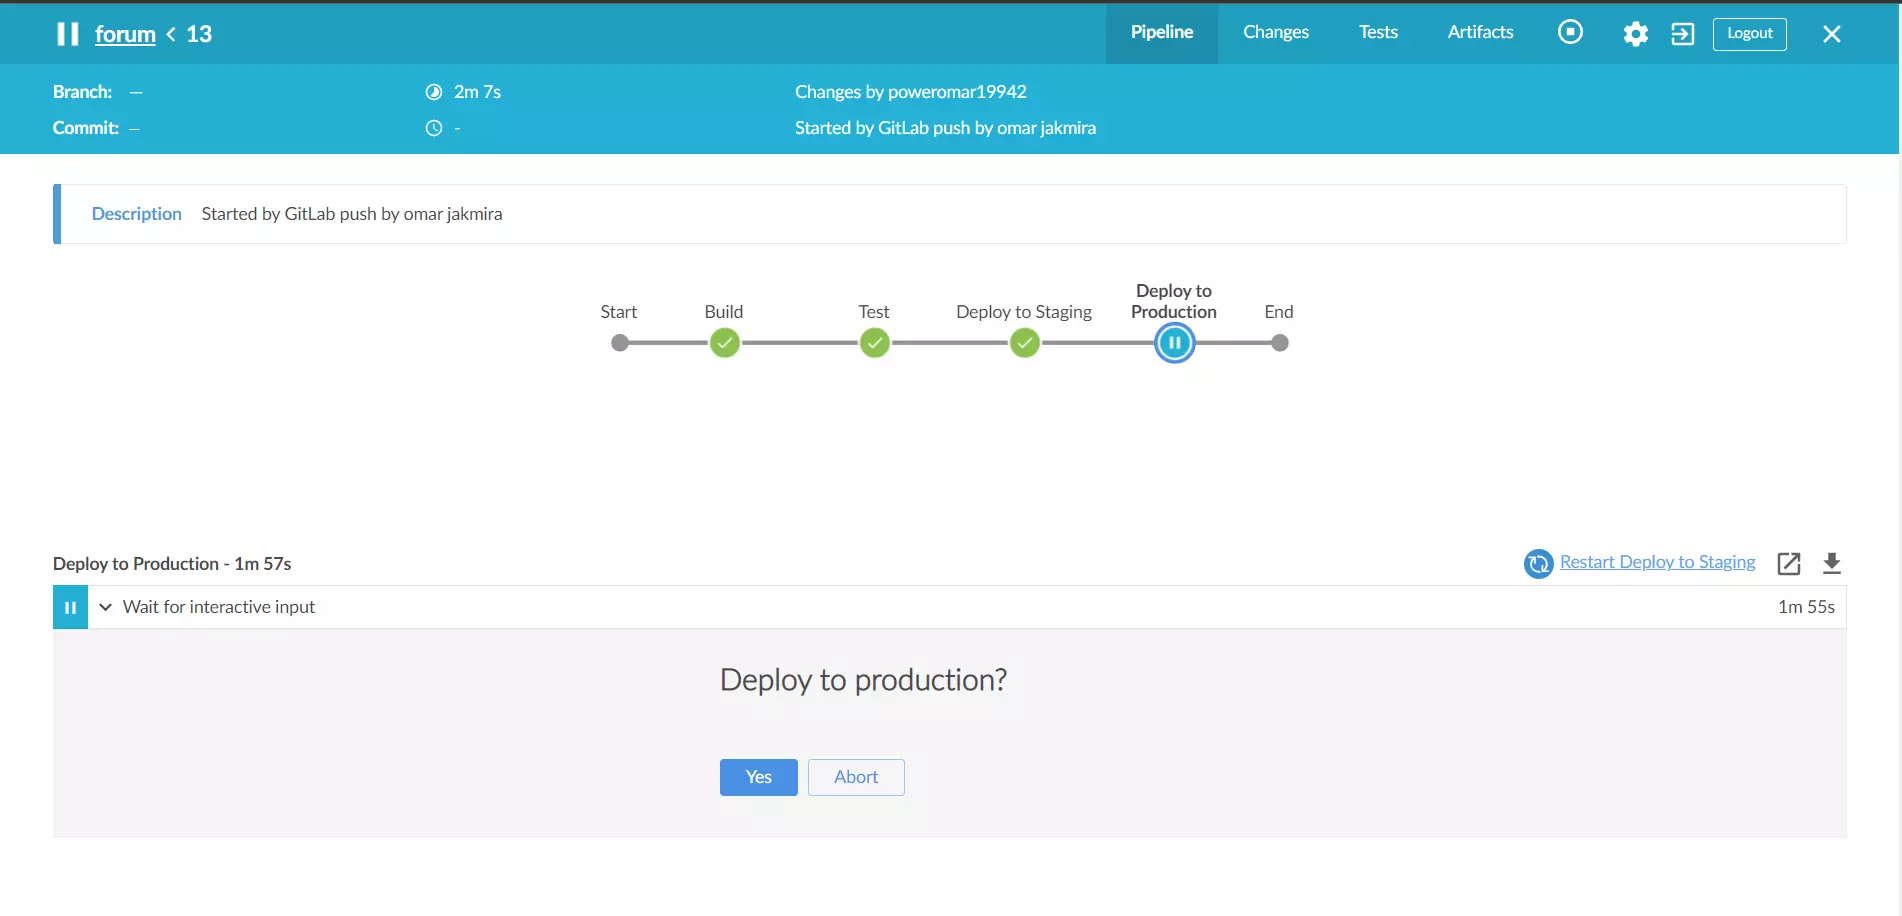 forum < 13
Pipeline
Changes
Tests
Artifacts
Logout
Branch: —
2m 7s
Changes by poweromar19942
Commit: —
-
Started by GitLab push by omar jakmira
Description Started by GitLab push by omar jakmira
Start
Build
Test
Deploy to Staging
Deploy to
Production
End
Deploy to Production - 1m 57s
Restart Deploy to Staging
Wait for interactive input
1m 55s
Deploy to production?
Yes
Abort